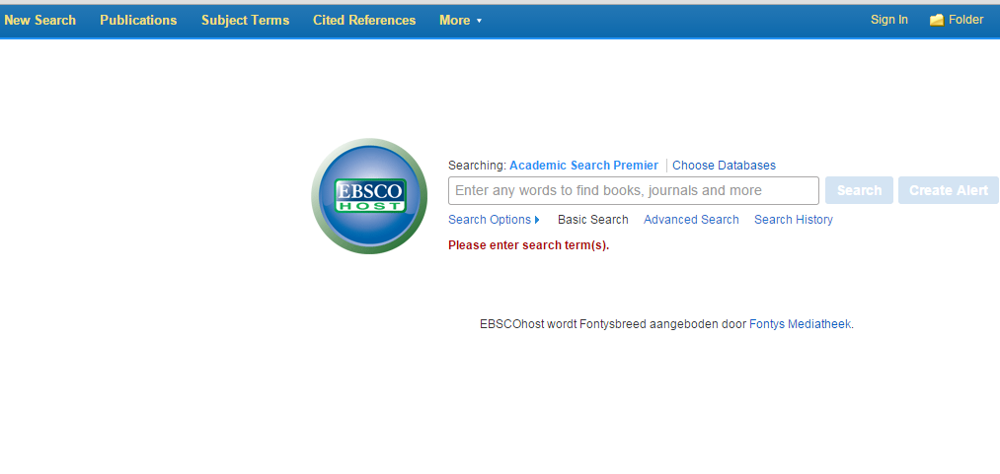 New Search Publications Subject Terms Cited References More Sign In Folder
Searching: Academic Search Premier Choose Databases
EBSCO
HOST
Enter any words to find books, journals and more Search Create Alert
Search Options Basic Search Advanced Search Search History
Please enter search term(s).
EBSCOhost wordt Fontysbreed aangeboden door Fontys Mediatheek.